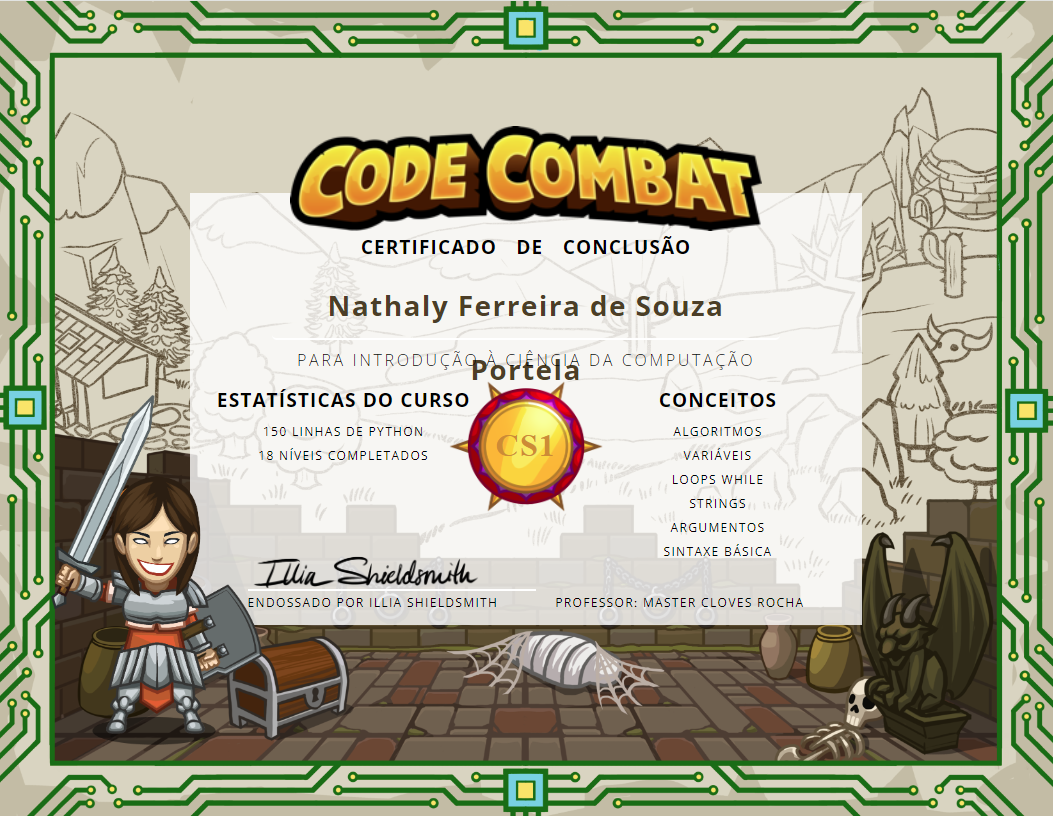 CODE COMBAT
CERTIFICADO DE CONCLUSÃO
Nathaly Ferreira de Souza
Portela
PARA INTRODUÇÃO À CIÊNCIA DA COMPUTAÇÃO
ESTATÍSTICAS DO CURSO
150 LINHAS DE PYTHON
18 NÍVEIS COMPLETADOS
CS1
CONCEITOS
ALGORITMOS
VARIÁVEIS
LOOPS WHILE
STRINGS
ARGUMENTOS
SINTAXE BÁSICA
Illia Shieldsmith
ENDOSSADO POR ILLIA SHIELDSMITH
PROFESSOR: MASTER CLOVES ROCHA